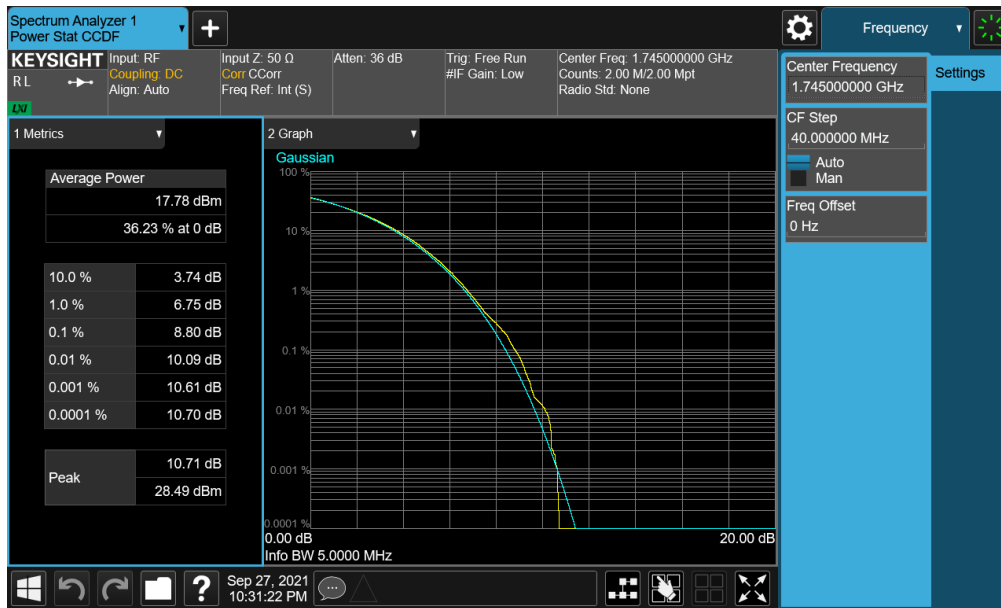 Spectrum Analyzer 1
Power Stat CCDF
Frequency
KEYSIGHT
RL
LXI
Input: RF
Coupling: DC
Align: Auto
Input Z: 50 Ω
Corr CCorr
Freq Ref: Int (S)
Atten: 36 dB
Trig: Free Run
#IF Gain: Low
Center Freq: 1.745000000 GHz
Counts: 2.00 M/2.00 Mpt
Radio Std: None
Center Frequency
1.745000000 GHz
Settings
CF Step
40.000000 MHz
Auto
Man
Freq Offset
0 Hz
1 Metrics
Average Power
17.78 dBm
36.23 % at 0 dB
10.0 % 3.74 dB
1.0 % 6.75 dB
0.1 % 8.80 dB
0.01 % 10.09 dB
0.001 % 10.61 dB
0.0001 % 10.70 dB
Peak 10.71 dB
28.49 dBm
2 Graph
Gaussian
100 %
10 %
1 %
0.1 %
0.01 %
0.001 %
0.0001 %
0.00 dB 20.00 dB
Info BW 5.0000 MHz
? Sep 27, 2021
10:31:22 PM